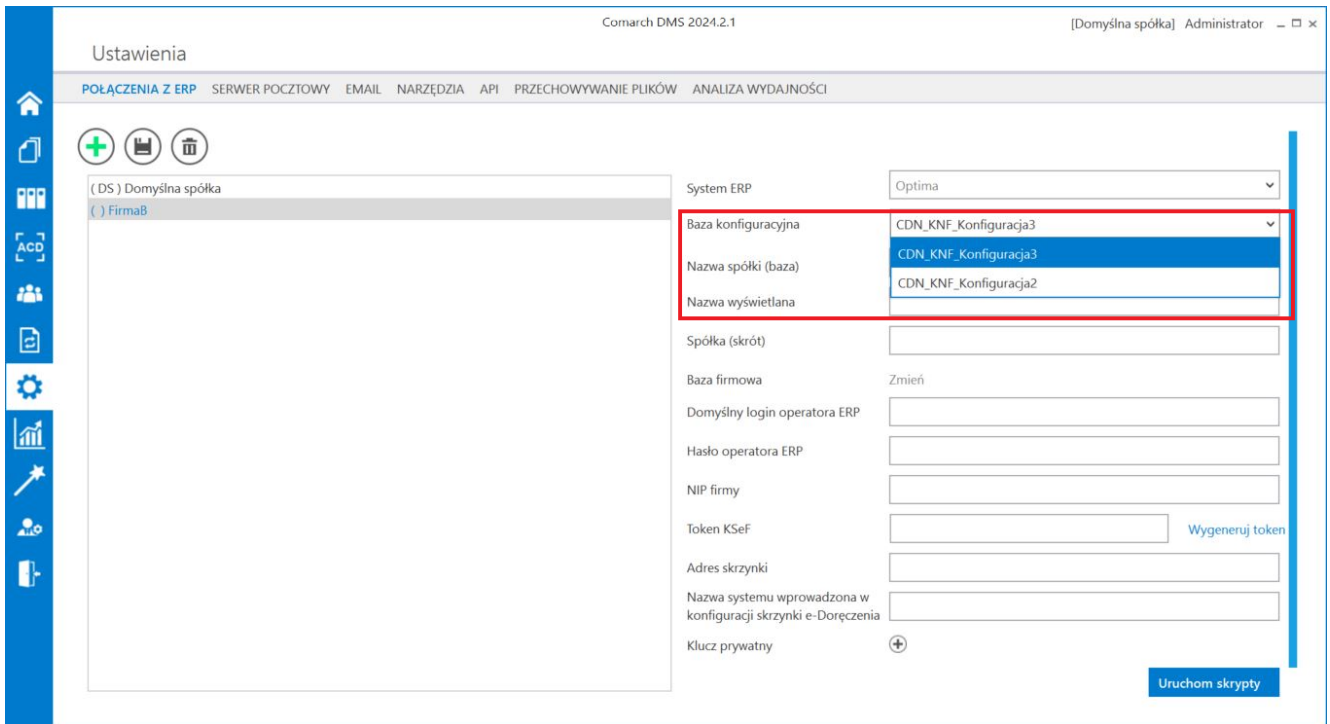 Comarch DMS 2024.2.1
[Domyślna spółka] Administrator
Ustawienia
POŁĄCZENIA Z ERP SERWER POCZTOWY EMAIL NARZĘDZIA API PRZECHOWYWANIE PLIKÓW ANALIZA WYDAJNOŚCI
ACD
( DS ) Domyślna spółka
( ) FirmaB
System ERP
Optima
Baza konfiguracyjna
CDN_KNF_Konfiguracja3
CDN_KNF_Konfiguracja3
CDN_KNF_Konfiguracja2
Nazwa spółki (baza)
Nazwa wyświetlana
Spółka (skrót)
Baza firmowa
Zmień
Domyślny login operatora ERP
Hasło operatora ERP
NIP firmy
Token KSeF
Wygeneruj token
Adres skrzynki
Nazwa systemu wprowadzona w
konfiguracji skrzynki e-Doręczenia
Klucz prywatny
Uruchom skrypty